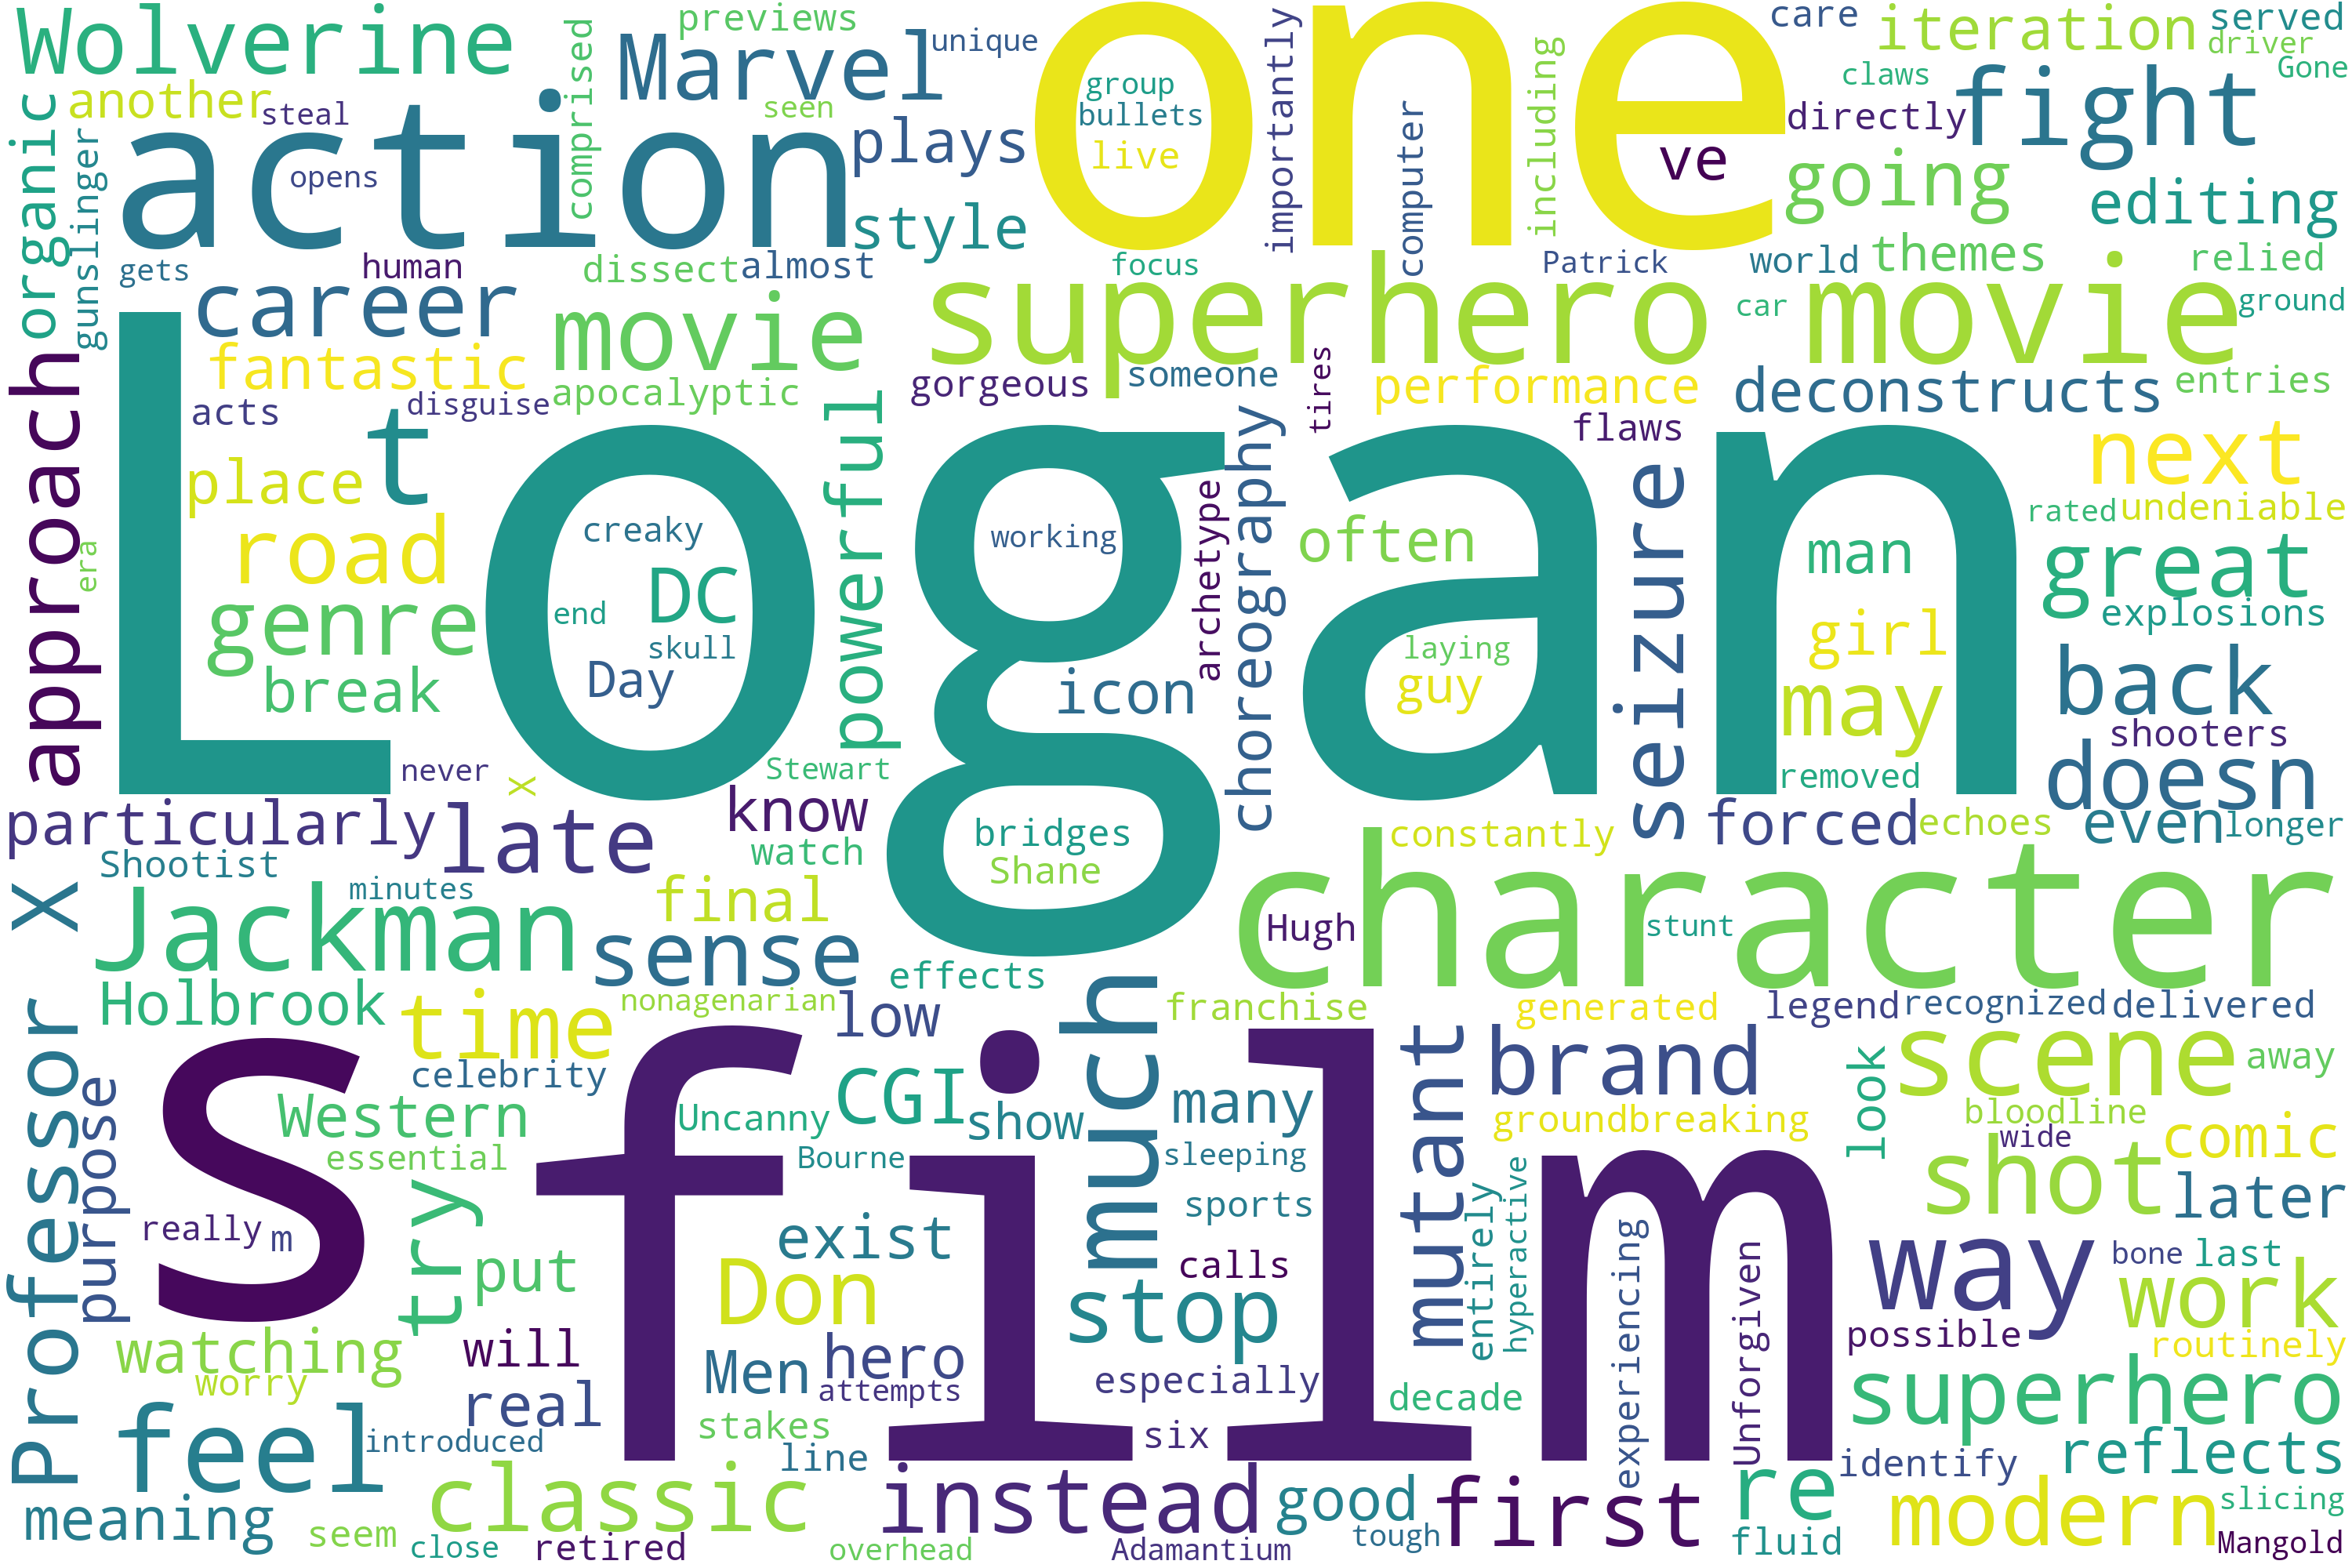 Wolverine
previews
Marvel
unique
one
care
iteration
served
driver
Gone
another
steal
seen
comprised
action
opens
plays
style
group
bullets
live
importantly
computer
including
ve
claws
directly
fight
going
editing
organic
gunslinger
gets
human
dissect
almost
focus
Patrick
world
themes
relied
career
movie
superhero
car
movie
ground
fantastic
apocalyptic
gorgeous
someone
tires
performance
deconstructs
entries
acts
disguise
approach
era
t
place
road
genre
break
powerful
Logan
creaky
DC
end
skull
Day
working
icon
archetype
choreography
often
flaws
laying
guy
seizure
man
girl
may
removed
next
rated
undeniable
great
explosions
back
shooters
doesn
never
X
Stewart
know
watch
particularly
late
Shootist
minutes
bridges
Shane
constantly
forced
echoes
even
longer
Professor X
Jackman
final
sense
effects
Hugh
character
stunt
Holbrook
time
nonagenarian
low
much
franchise
generated
legend
recognized
delivered
purpose
celebrity
Western
essential
Uncanny
CGI
show
Bourne
many
sleeping
mutant
brand
groundbreaking
look
scene
away
bloodline
wide
comic
S
film
really
m
try
put
exist
Don
sports
calls
stop
entirely
hyperactive
experiencing
Unforgiven
shot
later
way
bone
last
work
possible
routinely
watching
worry
will
real
Men
hero
attempts
especially
decade
superhero
feel
introduced
stakes
line
six
identify
reflects
meaning
seem
classic
close
retired
instead
overhead
Adamantium
good
tough
first
re
fluid
modern
slicing
Mangold